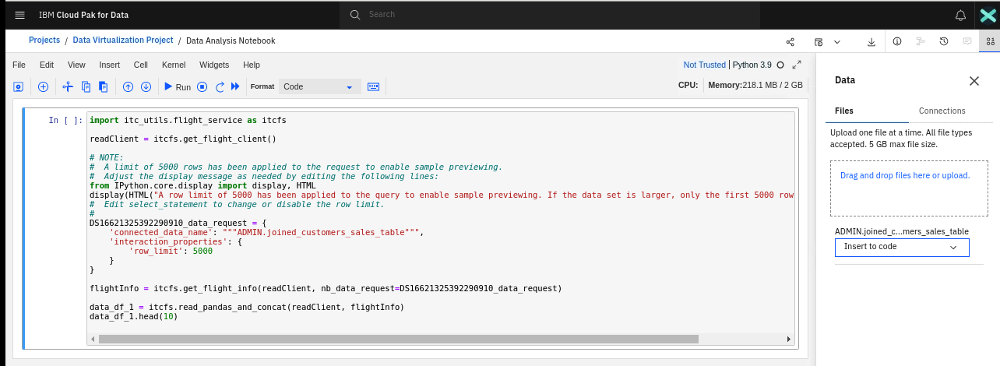 IBM Cloud Pak for Data
Search
Projects / Data Virtualization Project / Data Analysis Notebook
File Edit View Insert Cell Kernel Widgets Help
Not Trusted | Python 3.9
Run
Format
Code
CPU: Memory:218.1 MB / 2 GB
In [ ]:
import itc_utils.flight_service as itcfs
readClient = itcfs.get_flight_client()
# NOTE:
#  A limit of 5000 rows has been applied to the request to enable sample previewing.
#  Adjust the display message as needed by editing the following lines:
from IPython.core.display import display, HTML
display(HTML("A row limit of 5000 has been applied to the query to enable sample previewing. If the data set is larger, only the first 5000 row
#  Edit select_statement to change or disable the row limit.
#
DS16621325392290910_data_request = {
    'connected_data_name': """ADMIN.joined_customers_sales_table""",
    'interaction_properties': {
        'row_limit': 5000
    }
}
flightInfo = itcfs.get_flight_info(readClient, nb_data_request=DS16621325392290910_data_request)
data_df_1 = itcfs.read_pandas_and_concat(readClient, flightInfo)
data_df_1.head(10)
Data
Files Connections
Upload one file at a time. All file types
accepted. 5 GB max file size.
Drag and drop files here or upload.
ADMIN.joined_c...mers_sales_table
Insert to code